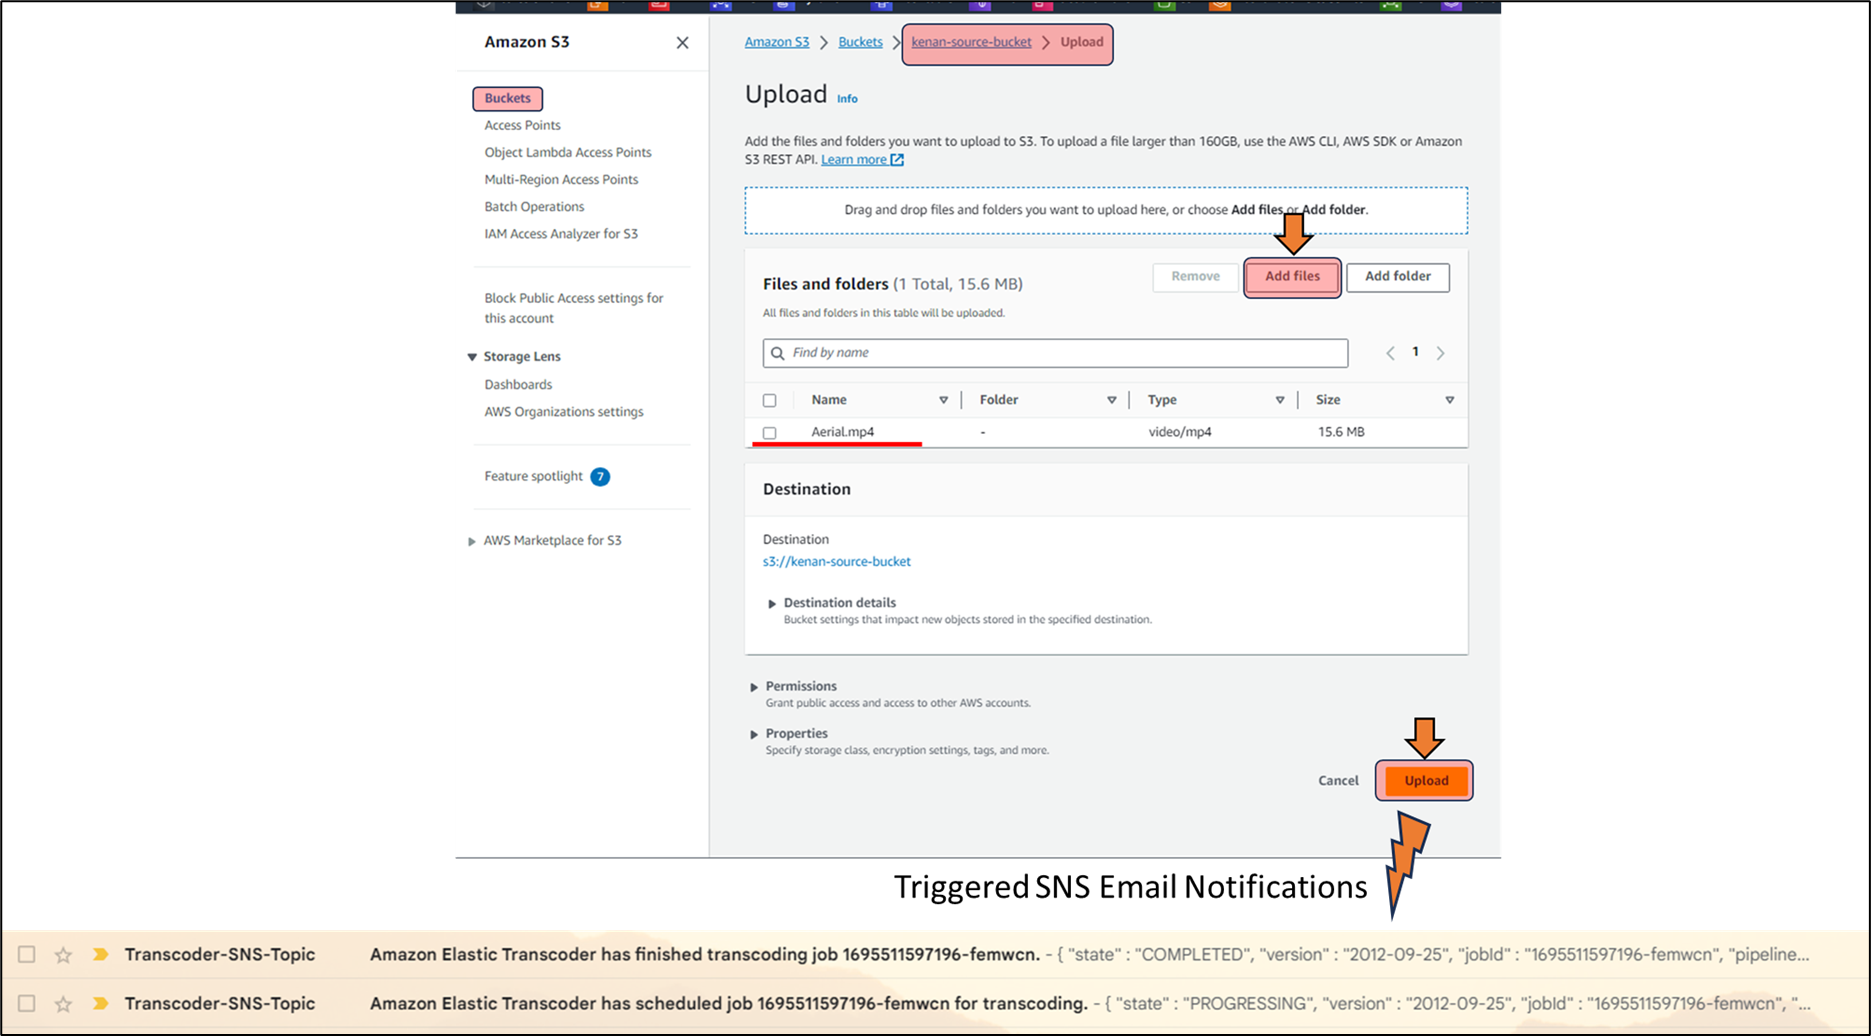 Amazon S3
Buckets
Access Points
Object Lambda Access Points
Multi-Region Access Points
Batch Operations
IAM Access Analyzer for S3
Block Public Access settings for
this account
Storage Lens
Dashboards
AWS Organizations settings
Feature spotlight 7
AWS Marketplace for S3
Amazon S3 Buckets kenan-source-bucket Upload
Upload Info
Add the files and folders you want to upload to S3. To upload a file larger than 160GB, use the AWS CLI, AWS SDK or Amazon
S3 REST API. Learn more
Drag and drop files and folders you want to upload here, or choose Add files or Add folder.
Files and folders (1 Total, 15.6 MB)
Remove Add files Add folder
All files and folders in this table will be uploaded.
Find by name
1
Name Folder Type Size
Aerial.mp4 - video/mp4 15.6 MB
Destination
Destination
s3://kenan-source-bucket
Destination details
Bucket settings that impact new objects stored in the specified destination.
Permissions
Grant public access and access to other AWS accounts.
Properties
Specify storage class, encryption settings, tags, and more.
Cancel Upload
Triggered SNS Email Notifications
Transcoder-SNS-Topic Amazon Elastic Transcoder has finished transcoding job 1695511597196-femwcn. - { "state" : "COMPLETED", "version" : "2012-09-25", "jobId" : "1695511597196-femwcn", "pipeline...
Transcoder-SNS-Topic Amazon Elastic Transcoder has scheduled job 1695511597196-femwcn for transcoding. - { "state" : "PROGRESSING", "version" : "2012-09-25", "jobId" : "1695511597196-femwcn", "...